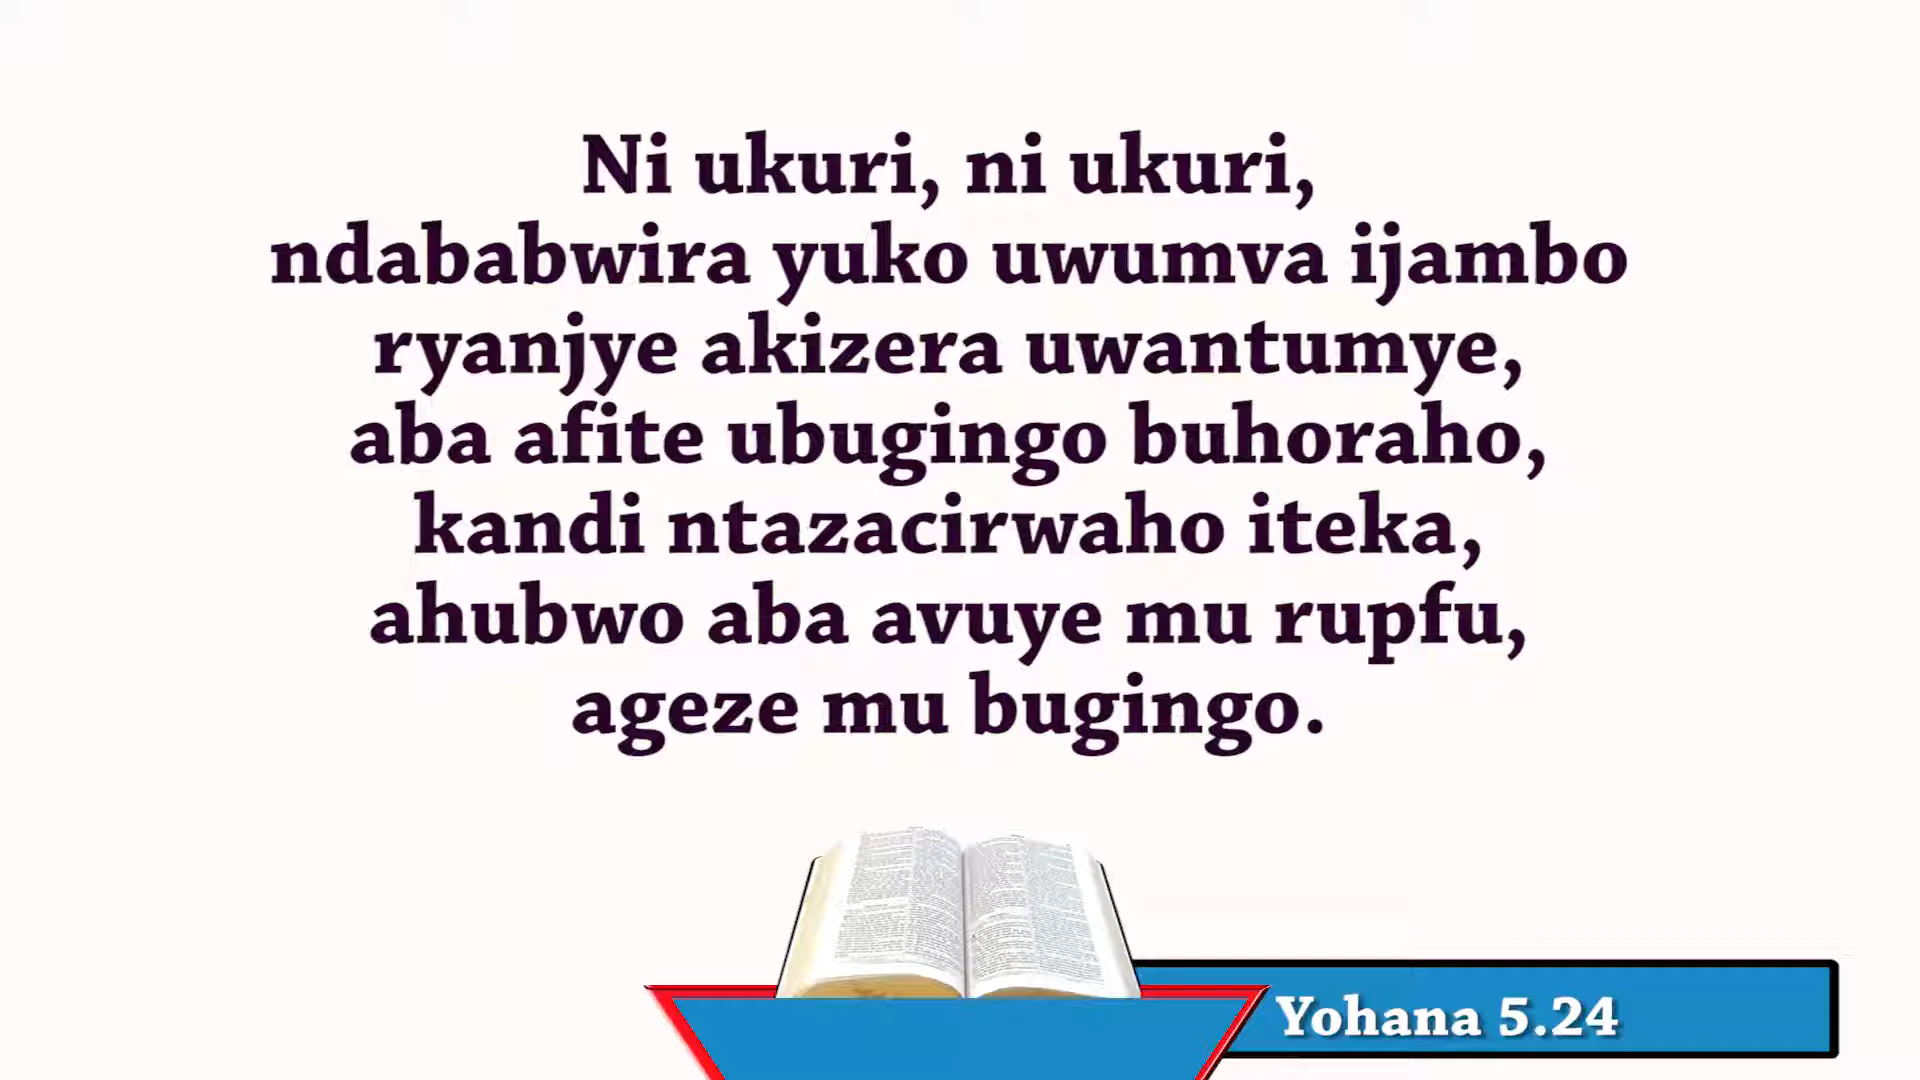 Ni ukuri, ni ukuri,
ndababwira yuko uwumva ijambo
ryanjye akizera uwantumye,
aba afite ubugingo buhoraho,
kandi ntazacirwaho iteka,
ahubwo aba avuye mu rupfu,
ageze mu bugingo.
Yohana 5.24